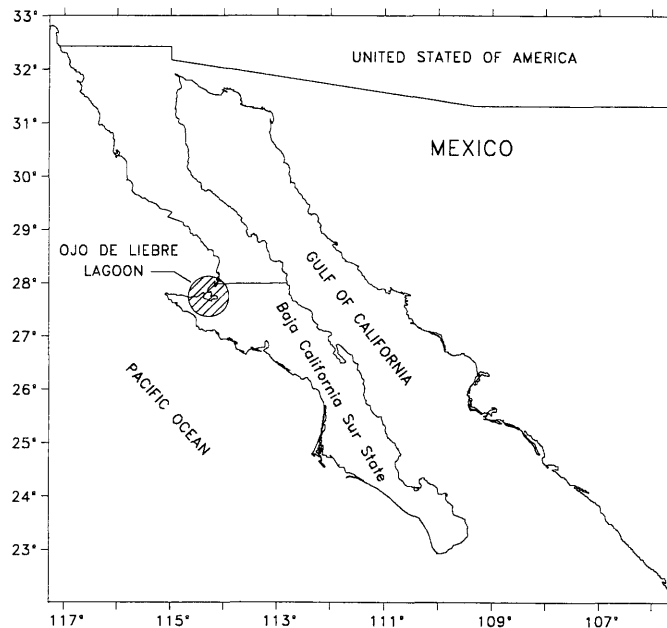 33°
32°
31°
30°
29°
28°
27°
26°
25°
24°
23°
UNITED STATED OF AMERICA
MEXICO
OJO DE LIEBRE
LAGOON
GULF OF CALIFORNIA
Baja California Sur State
PACIFIC OCEAN
117°
115°
113°
111°
109°
107°